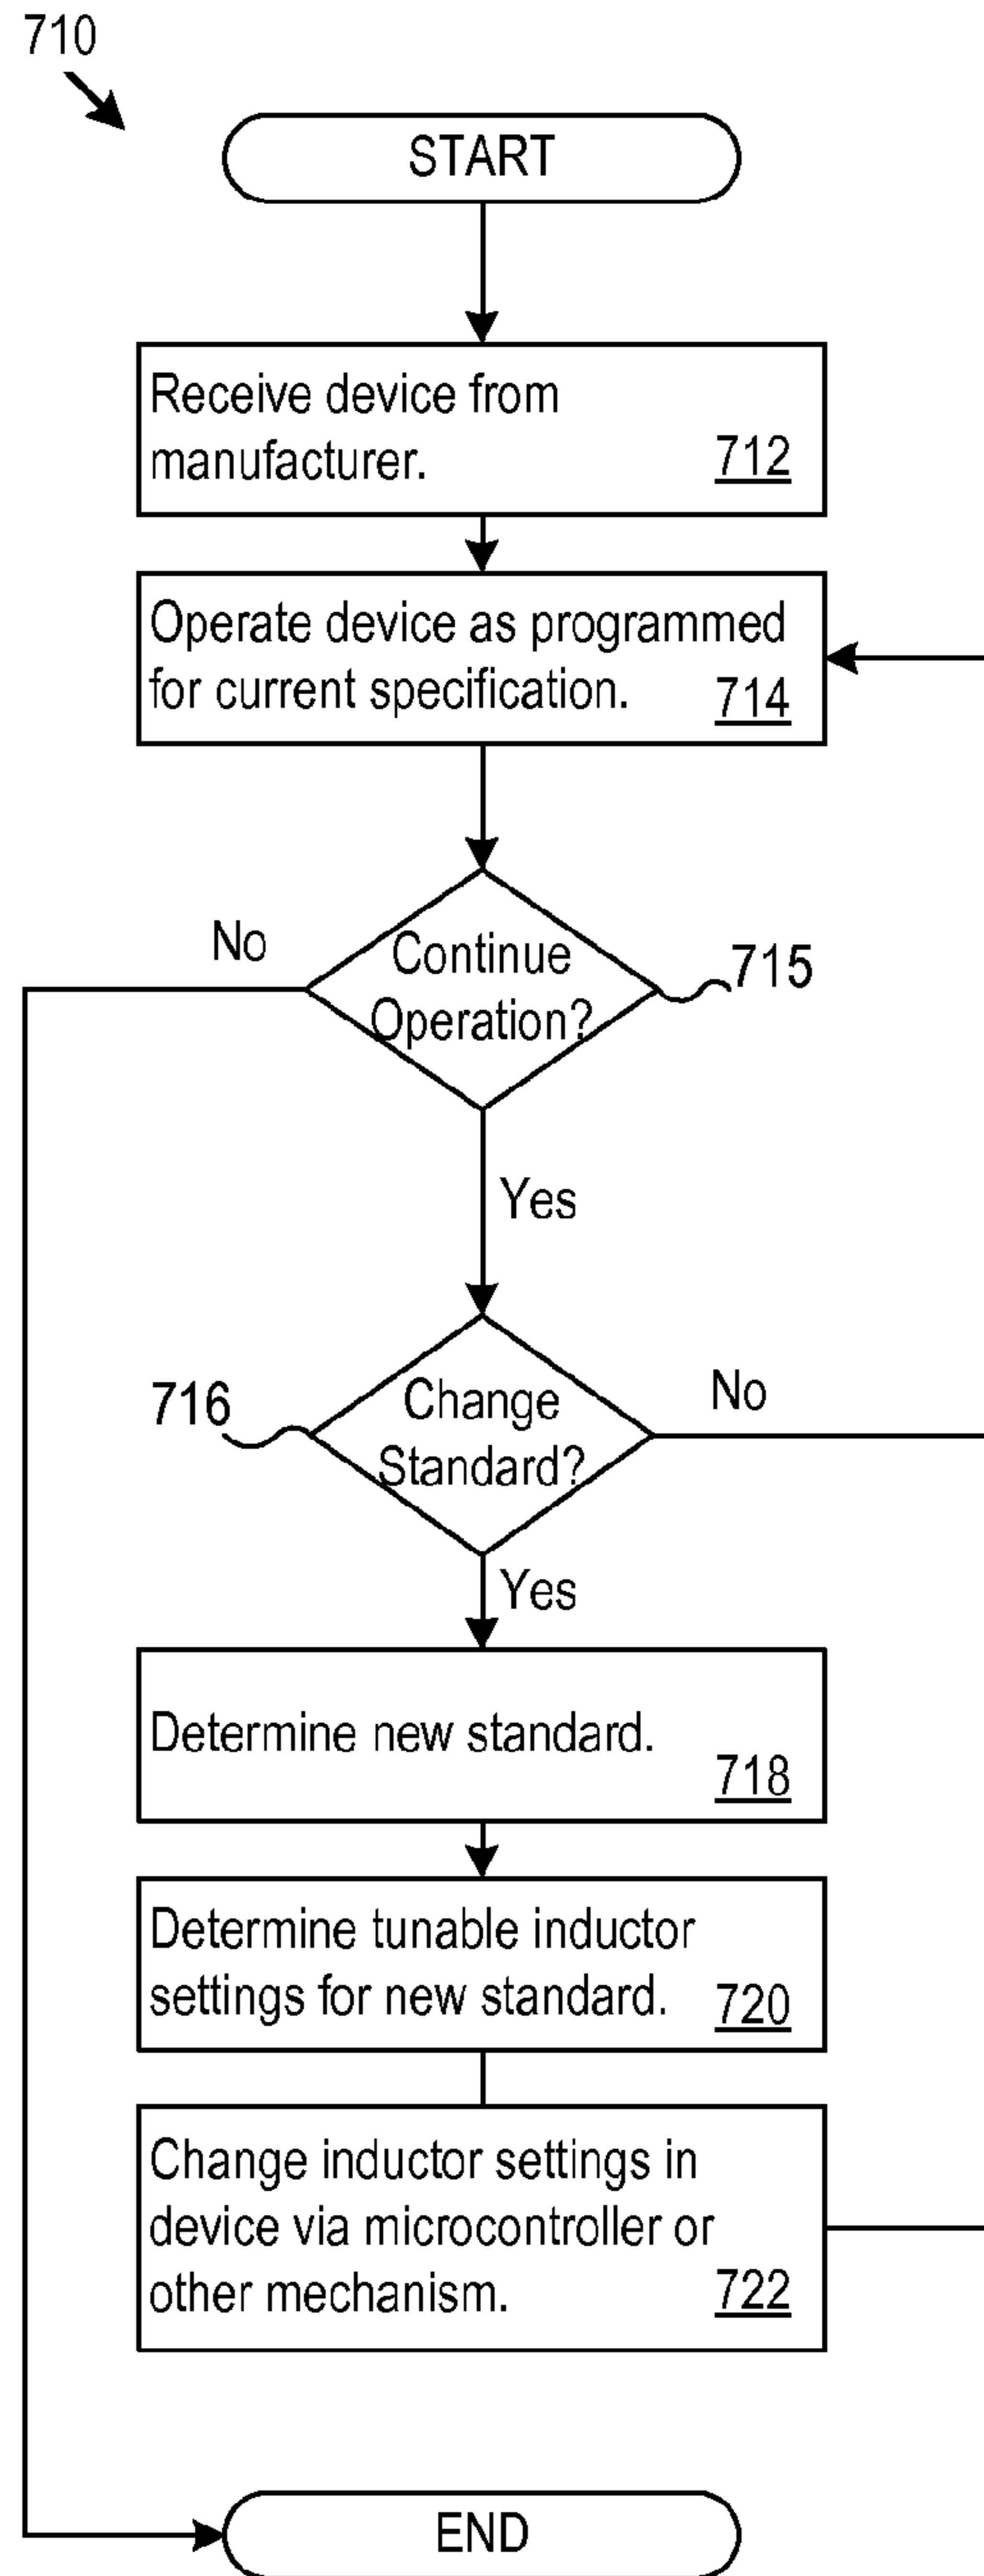 710
START
Receive device from
manufacturer.
712
Operate device as programmed
for current specification.
714
No
Continue
Operation?
715
Yes
716
Change
Standard?
No
Yes
Determine new standard.
718
Determine tunable inductor
settings for new standard.
720
Change inductor settings in
device via microcontroller or
other mechanism.
722
END